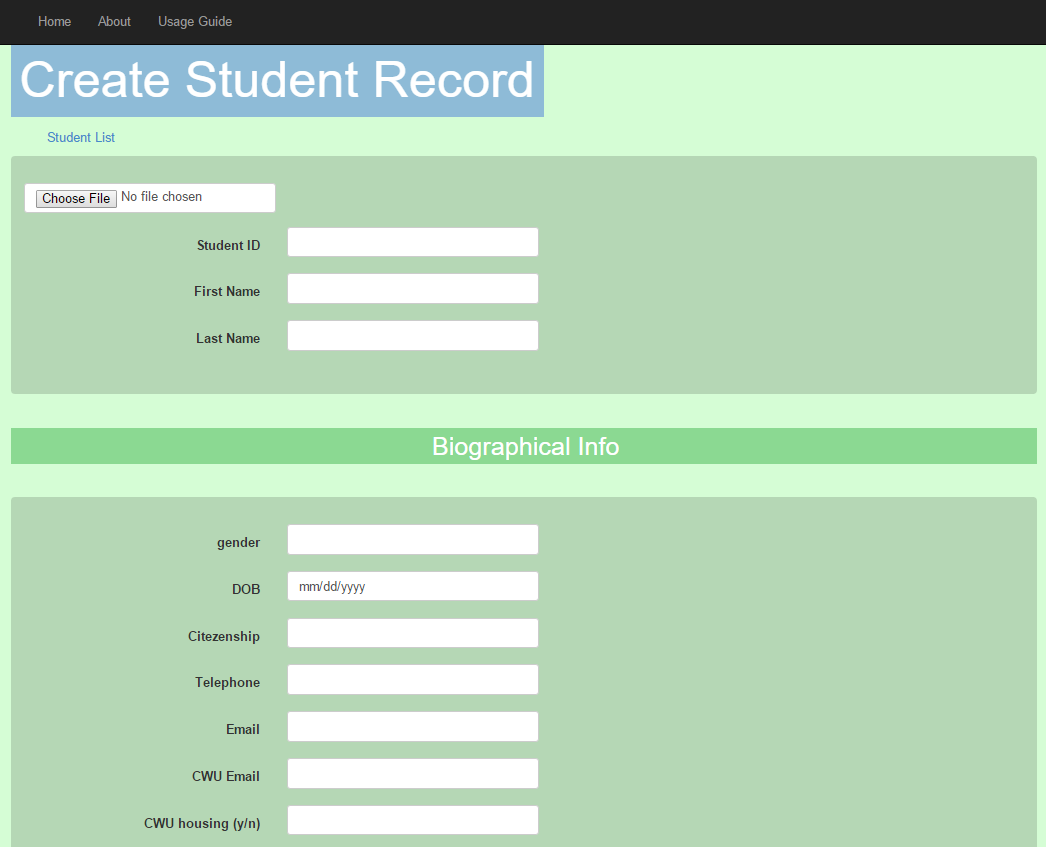 Home About Usage Guide
Create Student Record
Student List
Choose File No file chosen
Student ID
First Name
Last Name
Biographical Info
gender
DOB mm/dd/yyyy
Citezenship
Telephone
Email
CWU Email
CWU housing (y/n)